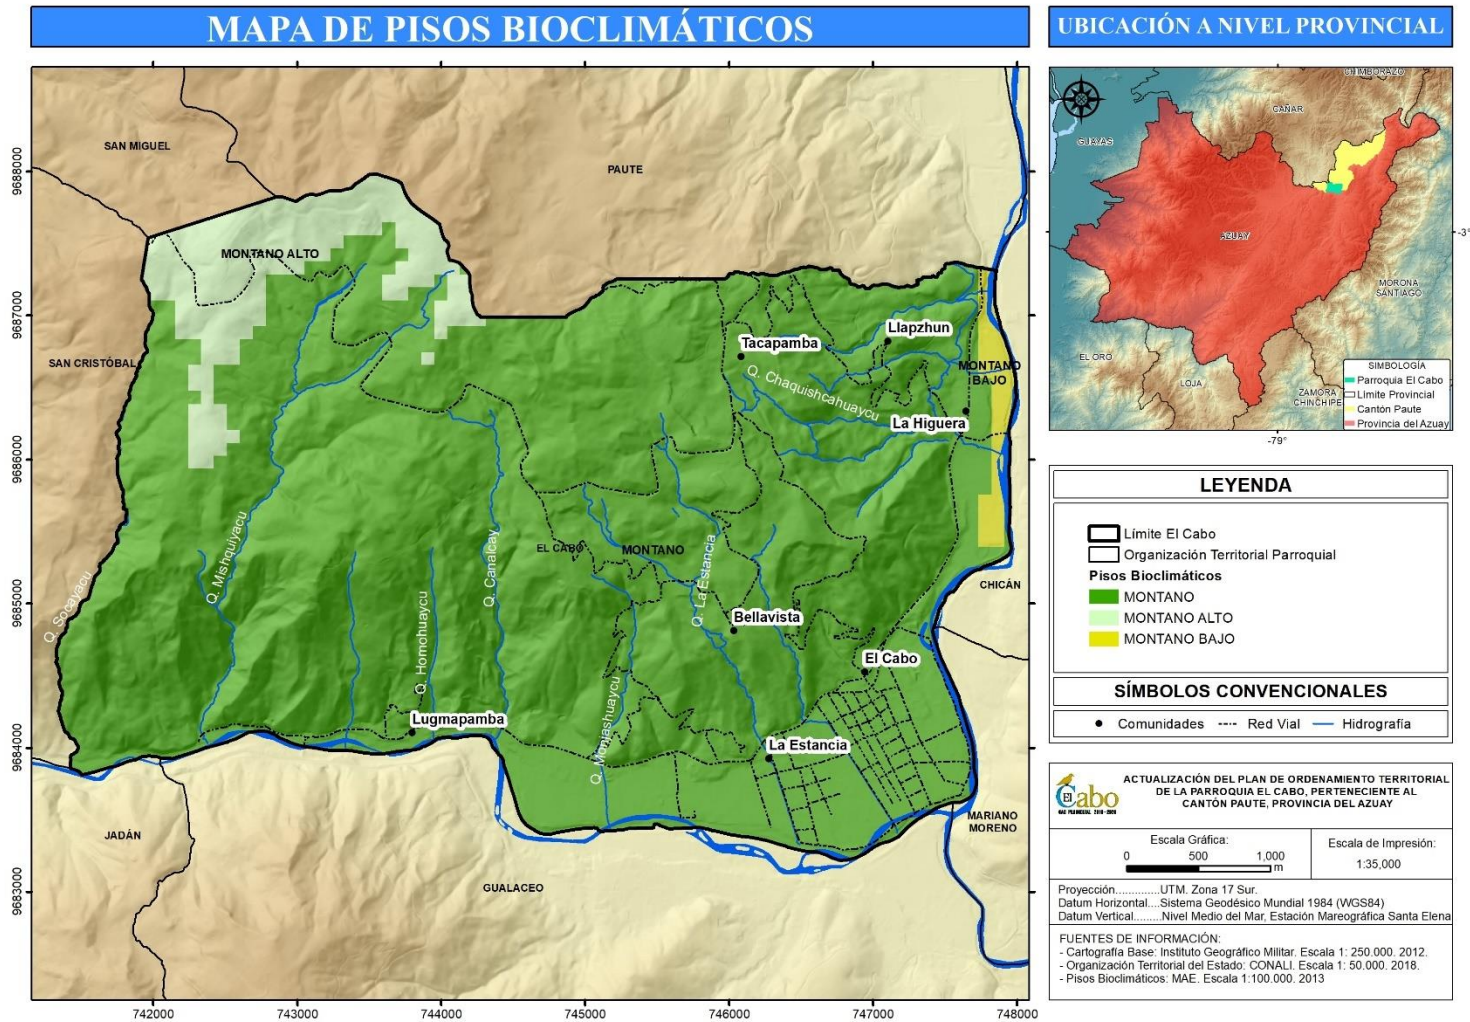 MAPA DE PISOS BIOCLIMÁTICOS
UBICACIÓN A NIVEL PROVINCIAL
SAN MIGUEL
PAUTE
MONTANO ALTO
SAN CRISTÓBAL
Llapzhun
Tacapamba
MONTANO
BAJO
Q. Chaquishcahuaycu
La Higuera
Q. Mishquiyacu
Q. Canalcay
EL CABO
MONTANO
Q. La Estancia
CHICÁN
Q. Socayacu
Q. Homohuaycu
Bellavista
El Cabo
Q. Monjashuaycu
Lugmapamba
La Estancia
JADÁN
MARIANO
MORENO
GUALACEO
9688000
9687000
9686000
9685000
9684000
9683000
742000
743000
744000
745000
746000
747000
748000
CHIMBORAZO
CAÑAR
GUAYAS
AZUAY
MORONA
SANTIAGO
EL ORO
LOJA
ZAMORA
CHINCHIPE
-3°
-79°
SIMBOLOGÍA
Parroquia El Cabo
Límite Provincial
Cantón Paute
Provincia del Azuay
LEYENDA
Límite El Cabo
Organización Territorial Parroquial
Pisos Bioclimáticos
MONTANO
MONTANO ALTO
MONTANO BAJO
SÍMBOLOS CONVENCIONALES
Comunidades
Red Vial
Hidrografía
El Cabo
ACTUALIZACIÓN DEL PLAN DE ORDENAMIENTO TERRITORIAL
DE LA PARROQUIA EL CABO, PERTENECIENTE AL
CANTÓN PAUTE, PROVINCIA DEL AZUAY
Escala Gráfica:
0 500 1,000
m
Escala de Impresión:
1:35,000
Proyección..............UTM. Zona 17 Sur.
Datum Horizontal....Sistema Geodésico Mundial 1984 (WGS84)
Datum Vertical.........Nivel Medio del Mar, Estación Mareográfica Santa Elena
FUENTES DE INFORMACIÓN:
- Cartografía Base: Instituto Geográfico Militar. Escala 1: 250.000. 2012.
- Organización Territorial del Estado: CONALI. Escala 1: 50.000. 2018.
- Pisos Bioclimáticos: MAE. Escala 1:100.000. 2013